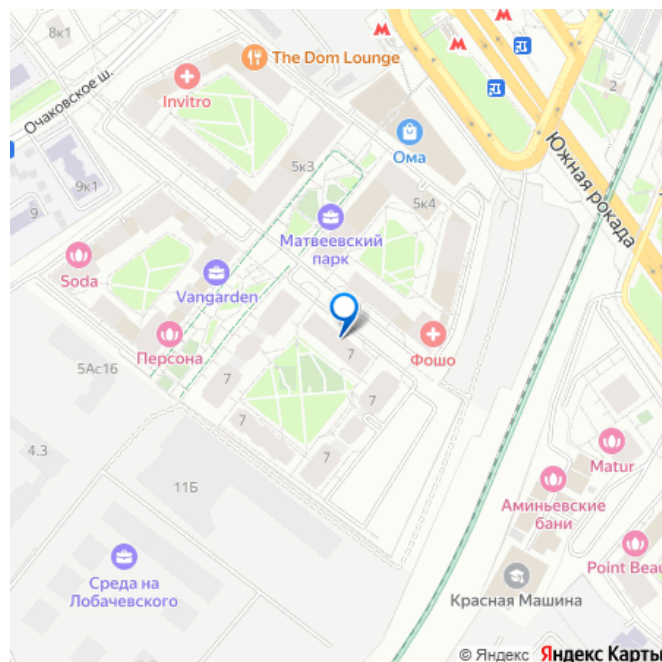 8к1
The Dom Lounge
Invitro
Очаковское ш.
2
Ома
5к3
9к1
9
5к4
Южная рокада
Матвеевский
парк
Soda
Vangarden
Персона
Фошо
7
5Ас16
7
7
7
7
4.3
11Б
Matur
Аминьевские
бани
Среда на
Лобачевского
Point Beau
Красная Машина
© Яндекс Яндекс Карты